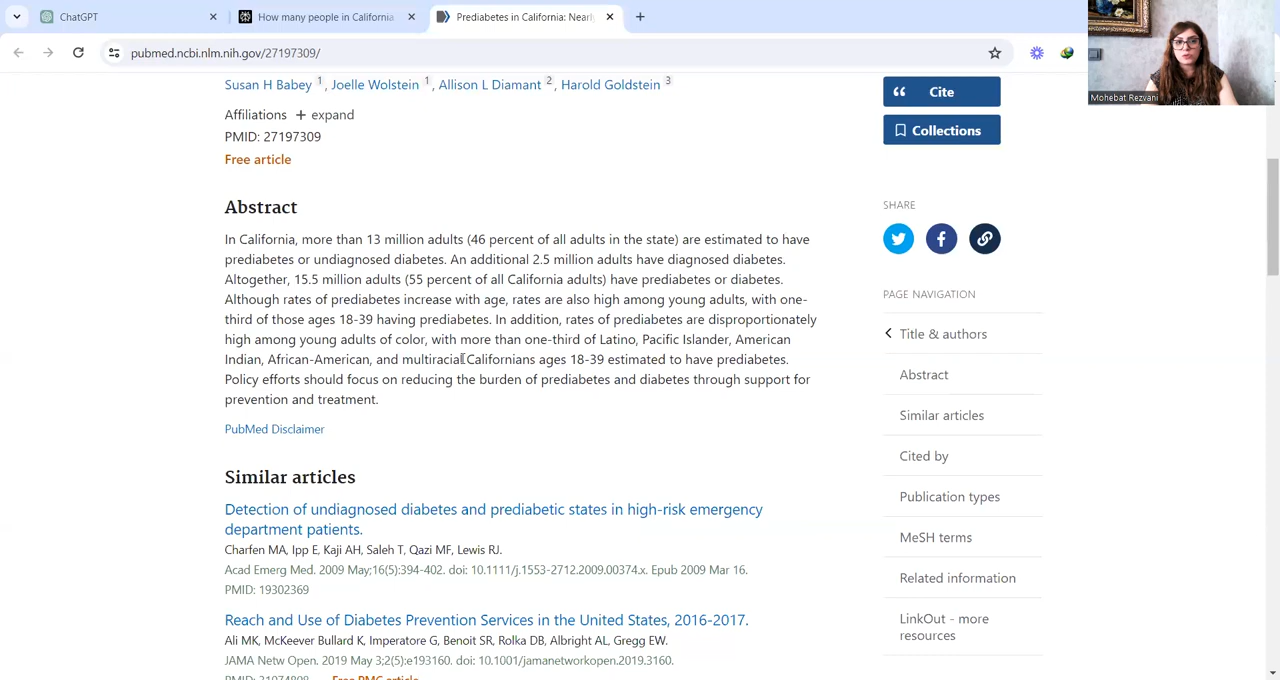 ChatGPT
How many people in California
Prediabetes in California: Nearl
pubmed.ncbi.nlm.nih.gov/27197309/
Mohebat Rezvani
Susan H Babey 1, Joelle Wolstein 1, Allison L Diamant 2, Harold Goldstein 3
Affiliations + expand
PMID: 27197309
Free article
Abstract
In California, more than 13 million adults (46 percent of all adults in the state) are estimated to have
prediabetes or undiagnosed diabetes. An additional 2.5 million adults have diagnosed diabetes.
Altogether, 15.5 million adults (55 percent of all California adults) have prediabetes or diabetes.
Although rates of prediabetes increase with age, rates are also high among young adults, with one-
third of those ages 18-39 having prediabetes. In addition, rates of prediabetes are disproportionately
high among young adults of color, with more than one-third of Latino, Pacific Islander, American
Indian, African-American, and multiracial Californians ages 18-39 estimated to have prediabetes.
Policy efforts should focus on reducing the burden of prediabetes and diabetes through support for
prevention and treatment.
PubMed Disclaimer
Similar articles
Detection of undiagnosed diabetes and prediabetic states in high-risk emergency
department patients.
Charfen MA, Ipp E, Kaji AH, Saleh T, Qazi MF, Lewis RJ.
Acad Emerg Med. 2009 May;16(5):394-402. doi: 10.1111/j.1553-2712.2009.00374.x. Epub 2009 Mar 16.
PMID: 19302369
Reach and Use of Diabetes Prevention Services in the United States, 2016-2017.
Ali MK, McKeever Bullard K, Imperatore G, Benoit SR, Rolka DB, Albright AL, Gregg EW.
JAMA Netw Open. 2019 May 3;2(5):e193160. doi: 10.1001/jamanetworkopen.2019.3160.
PMID: 31074808 Free PMC article.
Cite
Collections
SHARE
PAGE NAVIGATION
Title & authors
Abstract
Similar articles
Cited by
Publication types
MeSH terms
Related information
LinkOut - more
resources